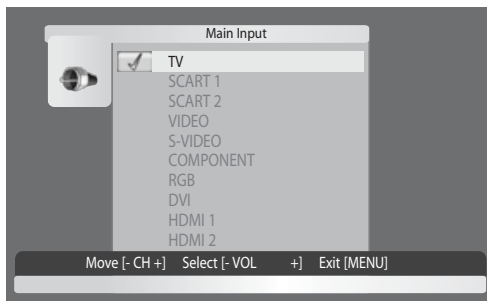 Main Input
TV
SCART 1
SCART 2
VIDEO
S-VIDEO
COMPONENT
RGB
DVI
HDMI 1
HDMI 2
Move [- CH +] Select [- VOL +] Exit [MENU]